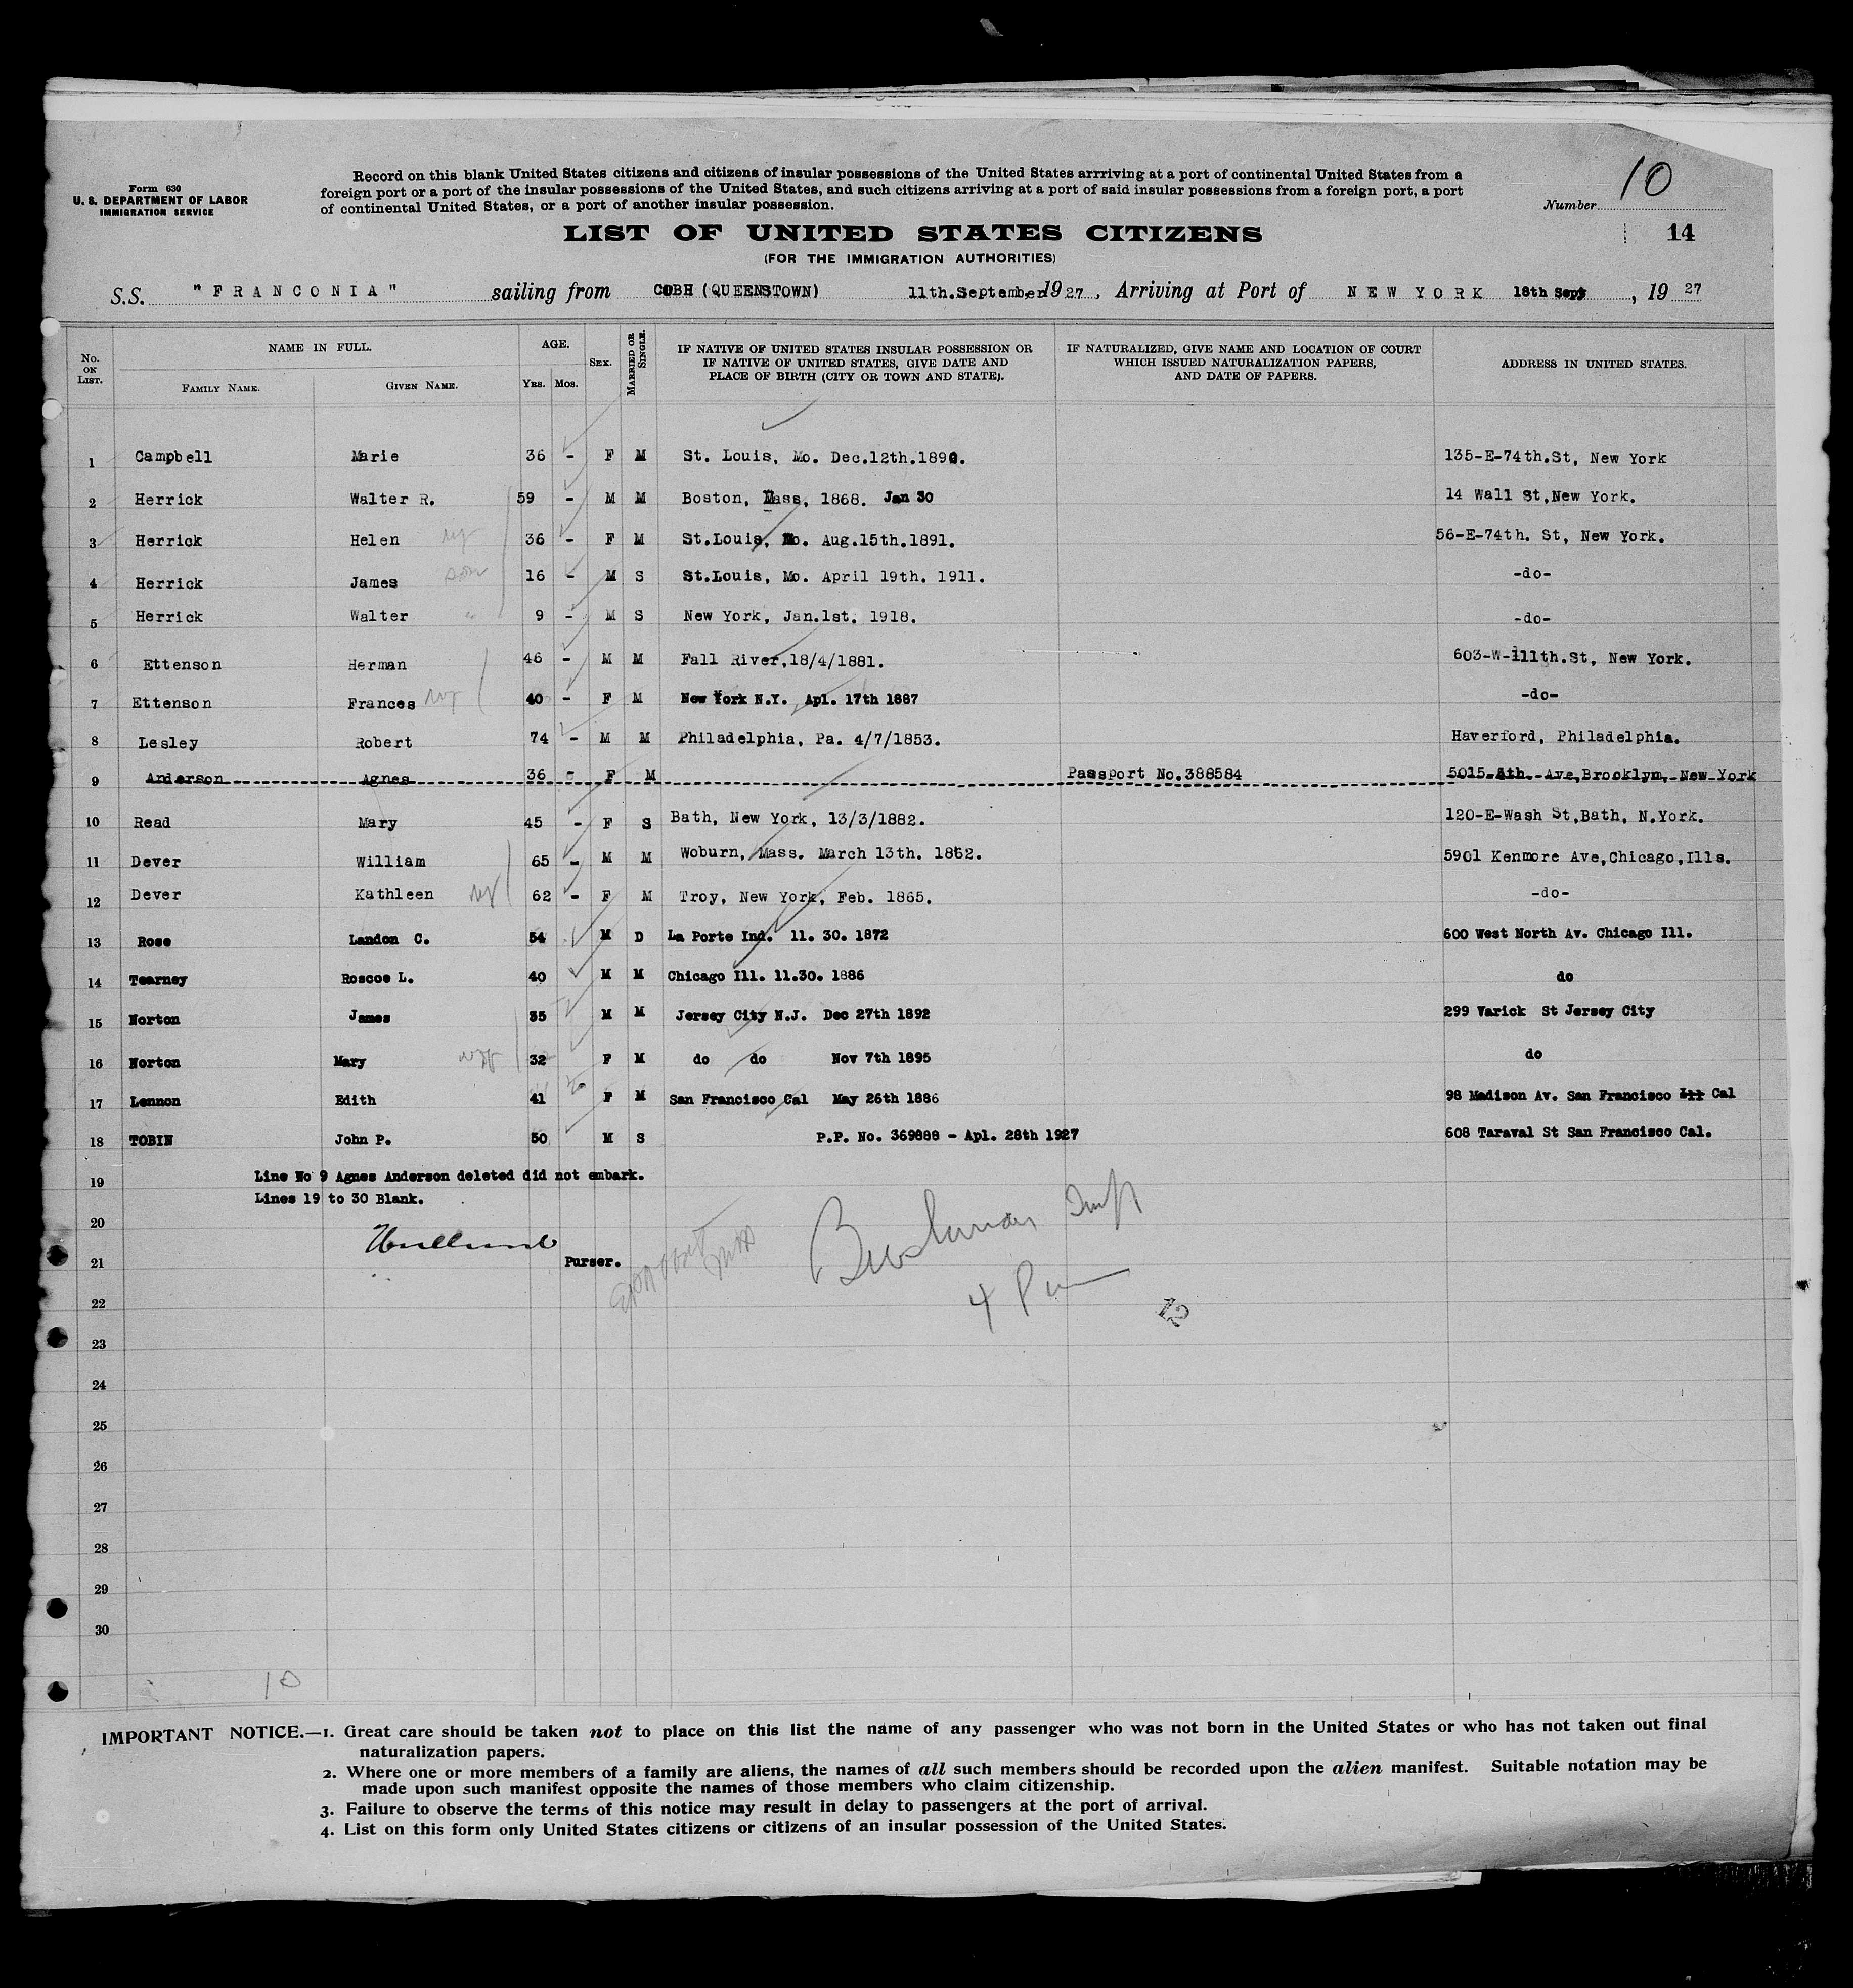 Form 630
U. S. DEPARTMENT OF LABOR
IMMIGRATION SERVICE
Record on this blank United States citizens and citizens of insular possessions of the United States arrriving at a port of continental United States from a
foreign port or a port of the insular possessions of the United States, and such citizens arriving at a port of said insular possessions from a foreign port, a port
of continental United States, or a port of another insular possession.
Number 10
LIST OF UNITED STATES CITIZENS
14
(FOR THE IMMIGRATION AUTHORITIES)
S.S. "FRANCONIA" sailing from COBH (QUEENSTOWN) 11th.September 1927, Arriving at Port of NEW YORK 18th Sept, 1927
No. ON LIST. NAME IN FULL. FAMILY NAME. GIVEN NAME. AGE. YRS. MOS. SEX. MARRIED OR SINGLE. IF NATIVE OF UNITED STATES INSULAR POSSESSION OR IF NATIVE OF UNITED STATES, GIVE DATE AND PLACE OF BIRTH (CITY OR TOWN AND STATE). IF NATURALIZED, GIVE NAME AND LOCATION OF COURT WHICH ISSUED NATURALIZATION PAPERS, AND DATE OF PAPERS. ADDRESS IN UNITED STATES.
1 Campbell Marie 36 - F M St. Louis, Mo. Dec.12th.1890. 135-E-74th.St, New York
2 Herrick Walter R. 59 - M M Boston, Mass, 1868. Jan 30 14 Wall St,New York.
3 Herrick Helen wf 36 - F M St.Louis, Mo. Aug.15th.1891. 56-E-74th. St, New York.
4 Herrick James son 16 - M S St.Louis, Mo. April 19th. 1911. -do-
5 Herrick Walter " 9 - M S New York, Jan.1st. 1918. -do-
6 Ettenson Herman 46 - M M Fall River,18/4/1881. 603-W-111th.St, New York.
7 Ettenson Frances wf 40 - F M New York N.Y. Apl. 17th 1887 -do-
8 Lesley Robert 74 - M M Philadelphia, Pa. 4/7/1853. Haverford, Philadelphia.
9 Anderson Agnes 36 - F M Passport No.388584 5015-5th.-Ave,Brooklym,-New-York
10 Read Mary 45 - F S Bath, New York, 13/3/1882. 120-E-Wash St,Bath, N.York.
11 Dever William 65 - M M Woburn, Mass. March 13th. 1862. 5901 Kenmore Ave,Chicago,Ills.
12 Dever Kathleen wf 62 - F M Troy, New York, Feb. 1865. -do-
13 Rose Landon C. 54 M D La Porte Ind. 11. 30. 1872 600 West North Av. Chicago Ill.
14 Tearney Roscoe L. 40 M M Chicago Ill. 11.30. 1886 do
15 Norton James 35 M M Jersey City N.J. Dec 27th 1892 299 Varick St Jersey City
16 Norton Mary wf 32 F M do do Nov 7th 1895 do
17 Lennon Edith 41 F M San Francisco Cal May 26th 1886 98 Madison Av. San Francisco Ill Cal
18 TOBIN John P. 50 M S P.P. No. 369888 - Apl. 28th 1927 608 Taraval St San Francisco Cal.
19 Line No 9 Agnes Anderson deleted did not embark.
Lines 19 to 30 Blank.
20
21 Purser.
4 Pm
12
22
23
24
25
26
27
28
29
30
10
IMPORTANT NOTICE.—1. Great care should be taken not to place on this list the name of any passenger who was not born in the United States or who has not taken out final
naturalization papers.
2. Where one or more members of a family are aliens, the names of all such members should be recorded upon the alien manifest. Suitable notation may be
made upon such manifest opposite the names of those members who claim citizenship.
3. Failure to observe the terms of this notice may result in delay to passengers at the port of arrival.
4. List on this form only United States citizens or citizens of an insular possession of the United States.